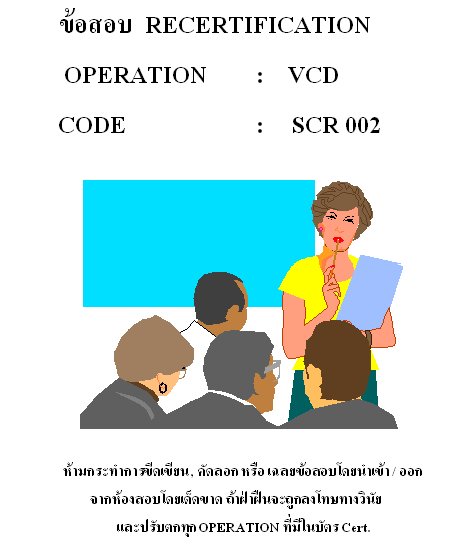 ข้อสอบ RECERTIFICATION
OPERATION : VCD
CODE : SCR 002
ห้ามกระทำการขีดเขียน, คัดลอก หรือ เฉลยข้อสอบโดยนำเข้า / ออก
จากห้องสอบโดยเด็ดขาด ถ้าฝ่าฝืนจะถูกลงโทษทางวินัย
และปรับตกทุก OPERATION ที่มีในบัตร Cert.